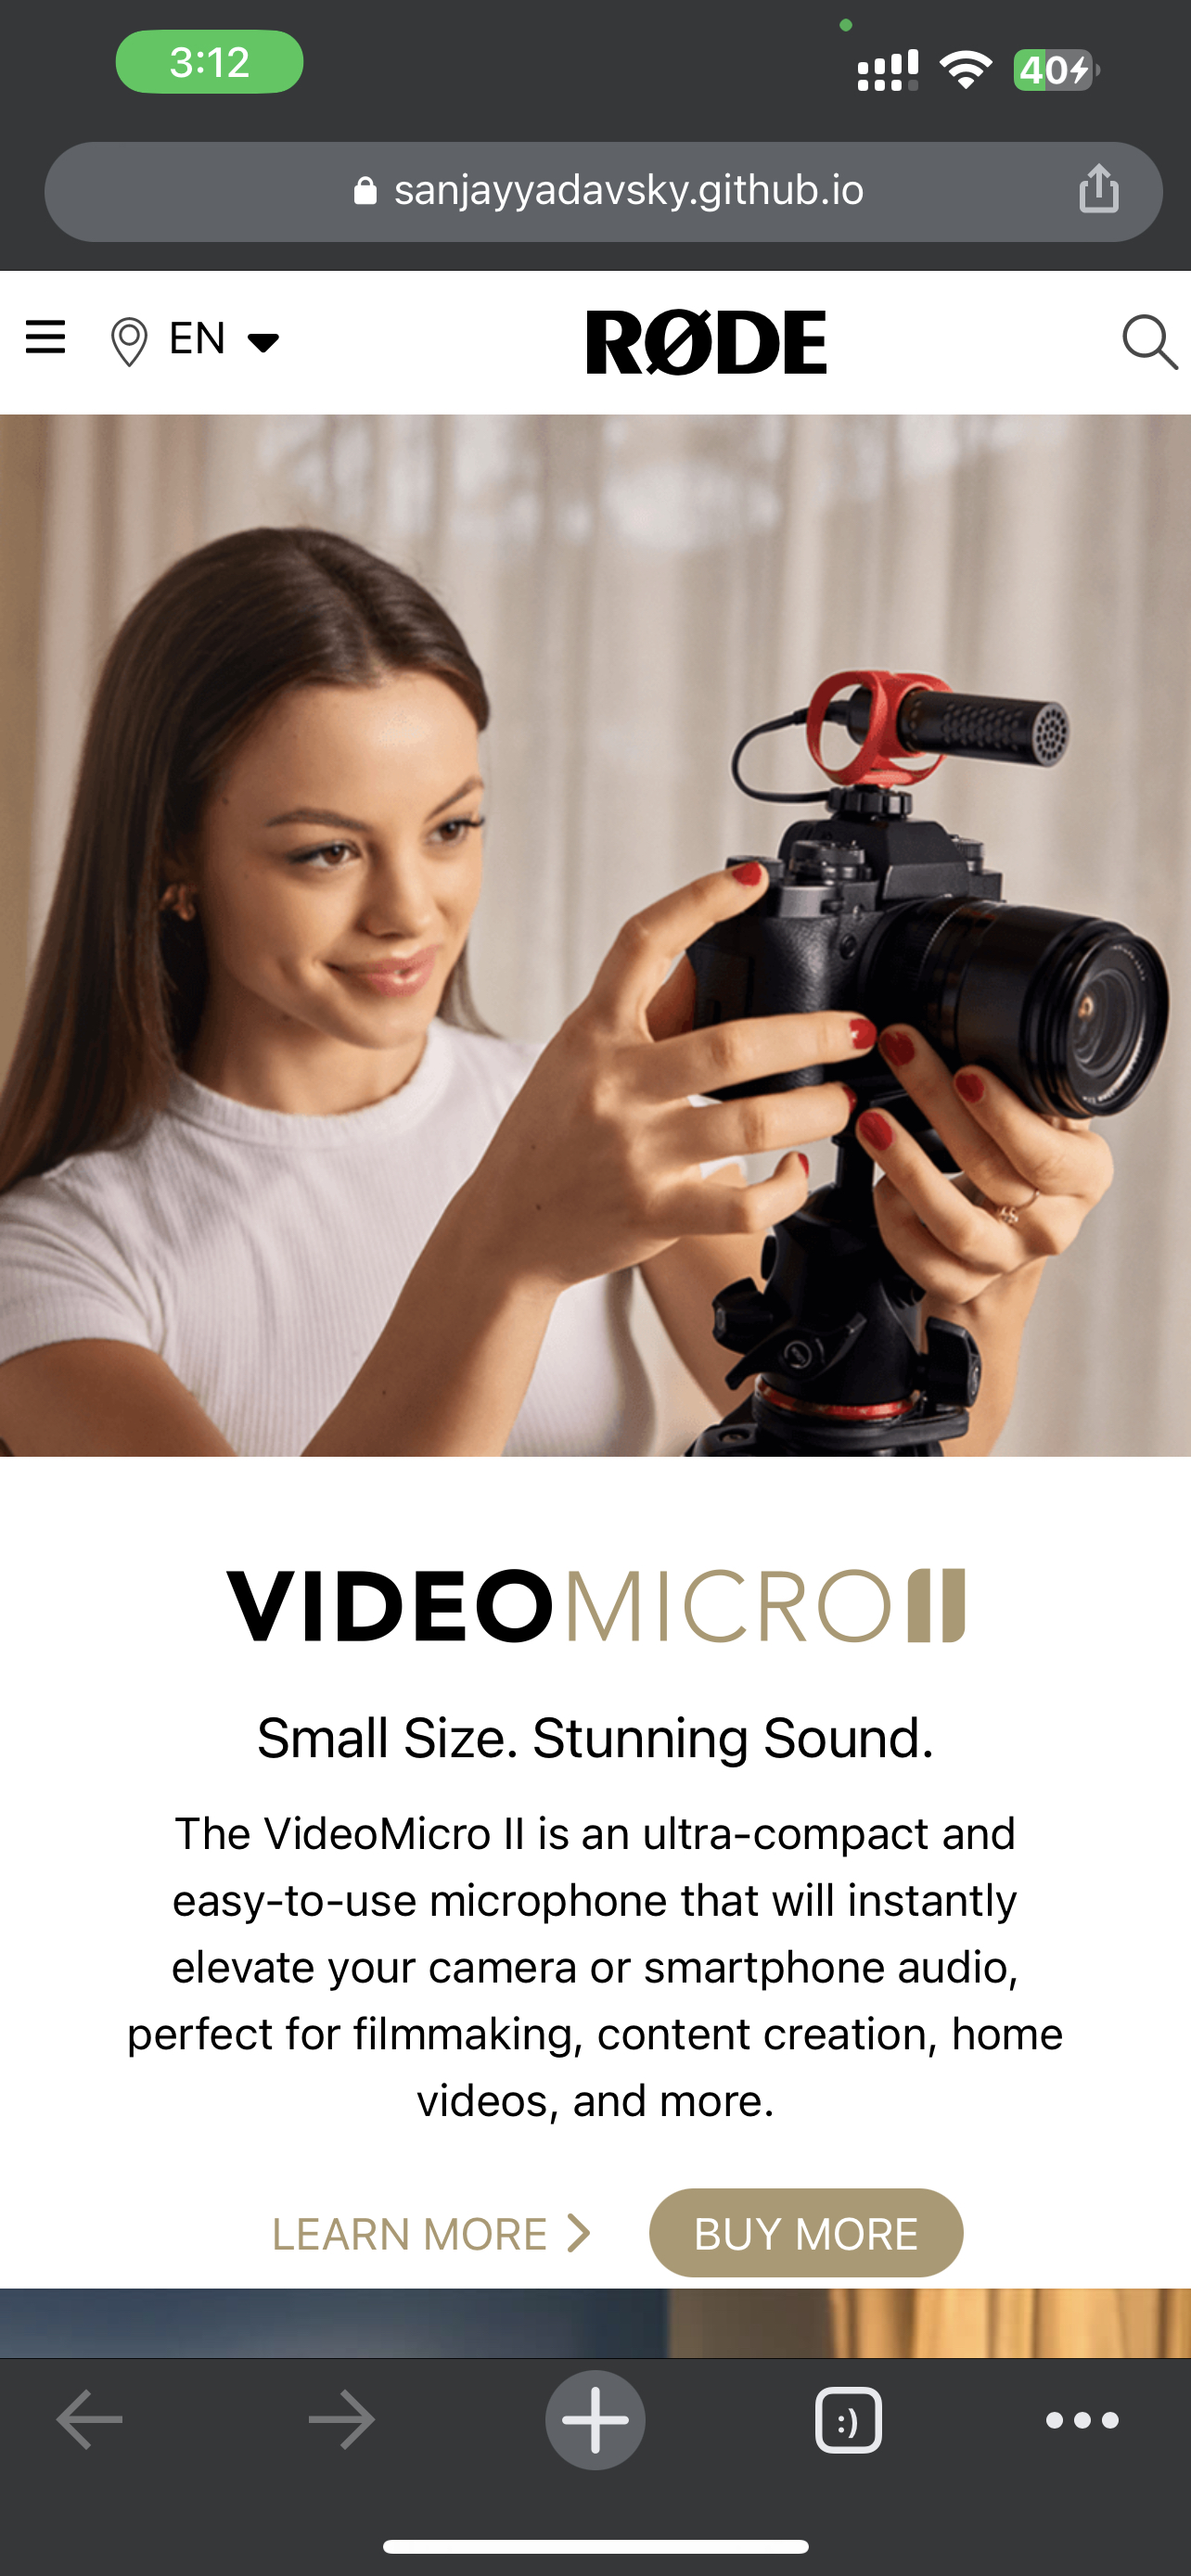 3:12
40
sanjayyadavsky.github.io
EN
RØDE
VIDEOMICRO II
Small Size. Stunning Sound.
The VideoMicro II is an ultra-compact and
easy-to-use microphone that will instantly
elevate your camera or smartphone audio,
perfect for filmmaking, content creation, home
videos, and more.
LEARN MORE
BUY MORE
:)